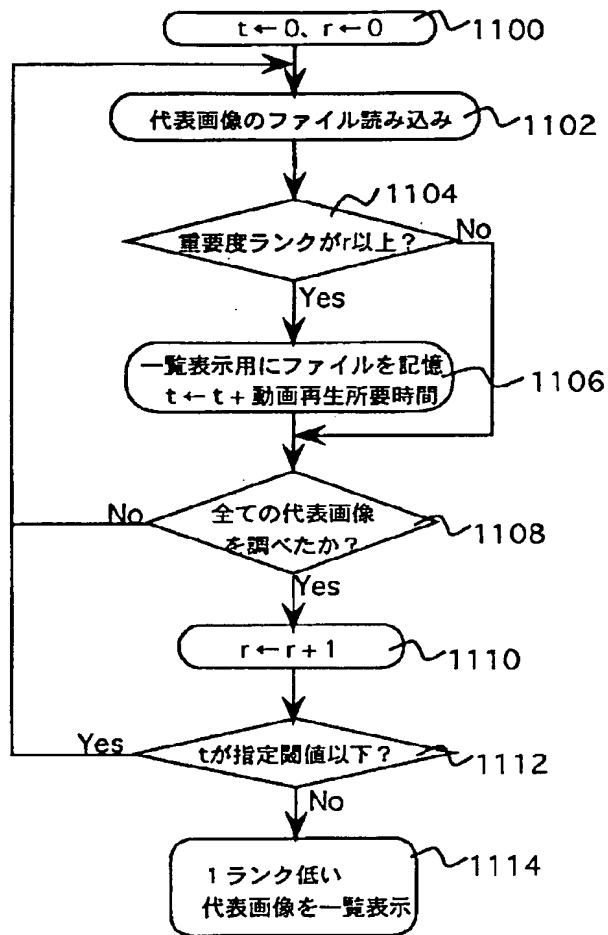 t←0、r←0
1100
代表画像のファイル読み込み
1102
1104
重要度ランクがr以上？
No
Yes
一覧表示用にファイルを記憶
t←t+動画再生所要時間
1106
全ての代表画像
を調べたか？
No
1108
Yes
r←r+1
1110
tが指定閾値以下？
Yes
1112
No
1ランク低い
代表画像を一覧表示
1114